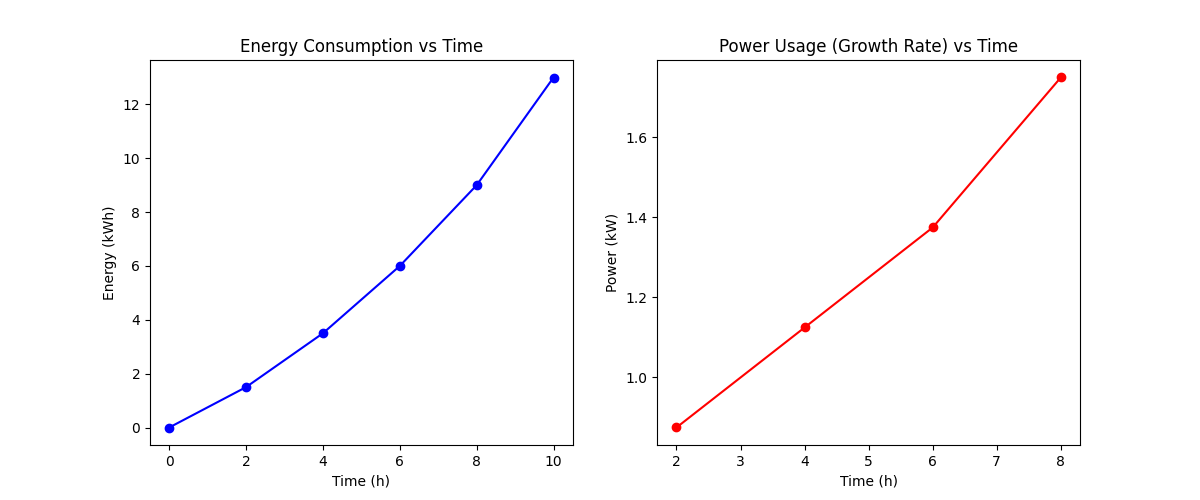 Energy Consumption vs Time
Energy (kWh)
12
10
8
6
4
2
0
0 2 4 6 8 10
Time (h)
Power Usage (Growth Rate) vs Time
Power (kW)
1.6
1.4
1.2
1.0
2 3 4 5 6 7 8
Time (h)